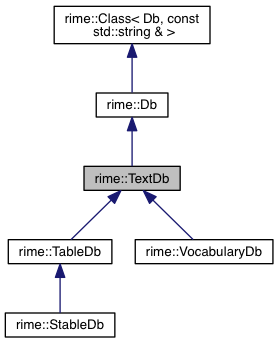 rime::Class< Db, const
std::string & >
rime::Db
rime::TextDb
rime::TableDb
rime::VocabularyDb
rime::StableDb